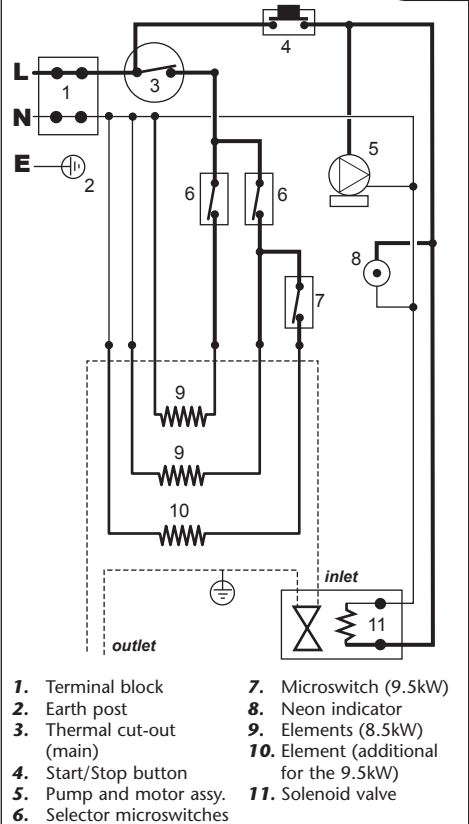 4
L
1
3
N
5
E
2
6
6
8
7
9
9
10
inlet
11
outlet
1. Terminal block
2. Earth post
3. Thermal cut-out
(main)
4. Start/Stop button
5. Pump and motor assy.
6. Selector microswitches
7. Microswitch (9.5kW)
8. Neon indicator
9. Elements (8.5kW)
10. Element (additional
for the 9.5kW)
11. Solenoid valve